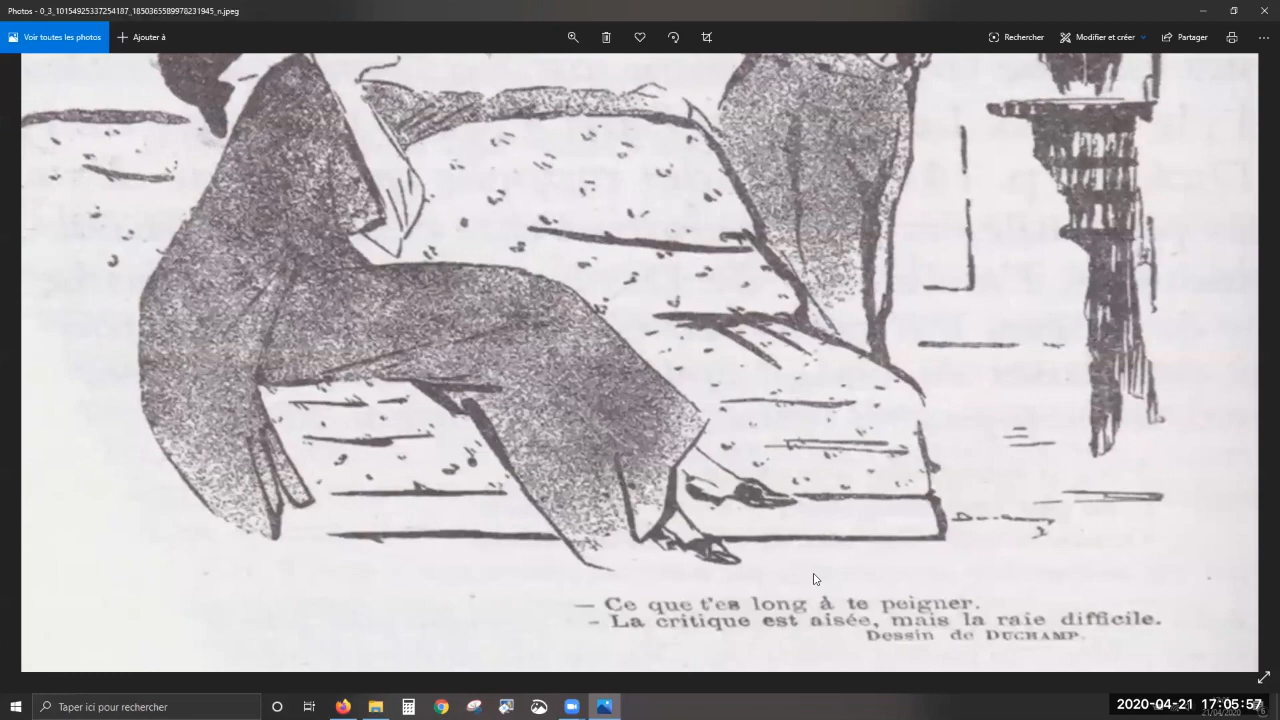 Photos - 0_3_10154925337254187_1850365589978231945_n.jpeg
Voir toutes les photos
Ajouter à
Rechercher
Modifier et créer
Partager
— Ce que t'es long à te peigner.
- La critique est aisée, mais la raie difficile.
Dessin de DUCHAMP.
Taper ici pour rechercher
2020-04-21 17:05:57